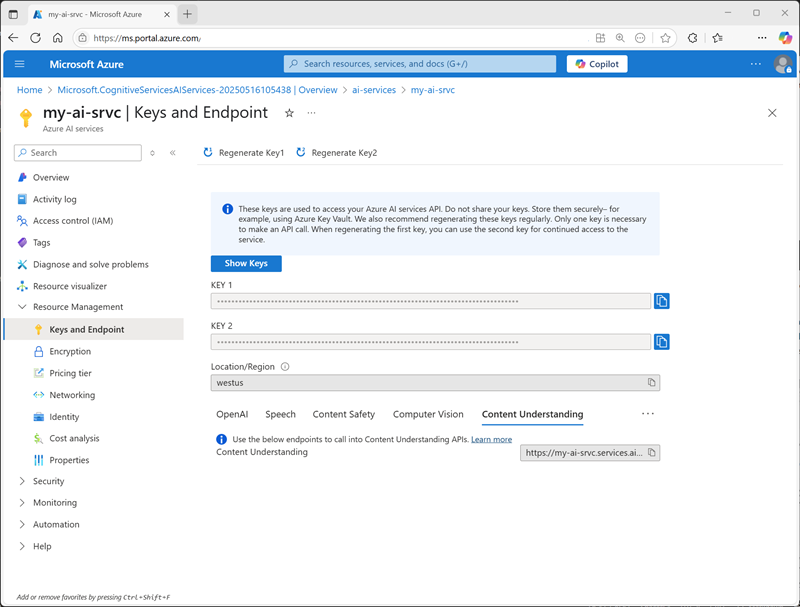 my-ai-srvc - Microsoft Azure
https://ms.portal.azure.com/
Microsoft Azure
Search resources, services, and docs (G+/)
Copilot
Home > Microsoft.CognitiveServicesAIServices-20250516105438 | Overview > ai-services > my-ai-srvc
my-ai-srvc | Keys and Endpoint
Azure AI services
Search
Regenerate Key1
Regenerate Key2
Overview
Activity log
Access control (IAM)
Tags
Diagnose and solve problems
Resource visualizer
Resource Management
Keys and Endpoint
Encryption
Pricing tier
Networking
Identity
Cost analysis
Properties
Security
Monitoring
Automation
Help
These keys are used to access your Azure AI services API. Do not share your keys. Store them securely– for
example, using Azure Key Vault. We also recommend regenerating these keys regularly. Only one key is necessary
to make an API call. When regenerating the first key, you can use the second key for continued access to the
service.
Show Keys
KEY 1
KEY 2
Location/Region
westus
OpenAI Speech Content Safety Computer Vision Content Understanding
Use the below endpoints to call into Content Understanding APIs. Learn more
Content Understanding
https://my-ai-srvc.services.ai...
Add or remove favorites by pressing Ctrl+Shift+F